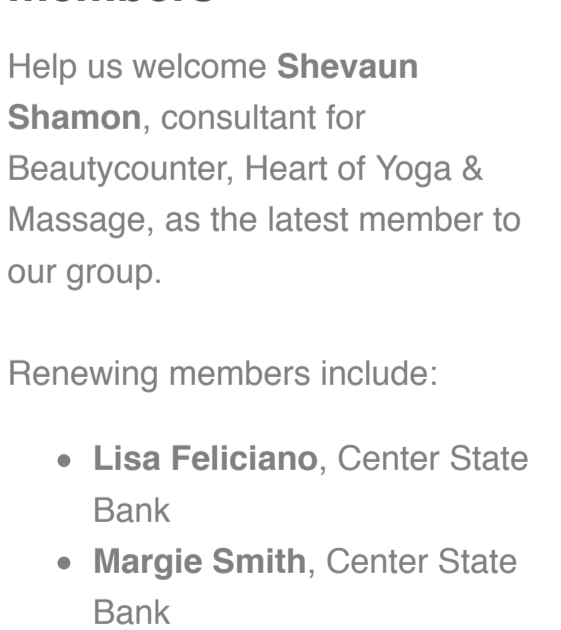 Help us welcome Shevaun
Shamon, consultant for
Beautycounter, Heart of Yoga &
Massage, as the latest member to
our group.
Renewing members include:
• Lisa Feliciano, Center State
Bank
• Margie Smith, Center State
Bank